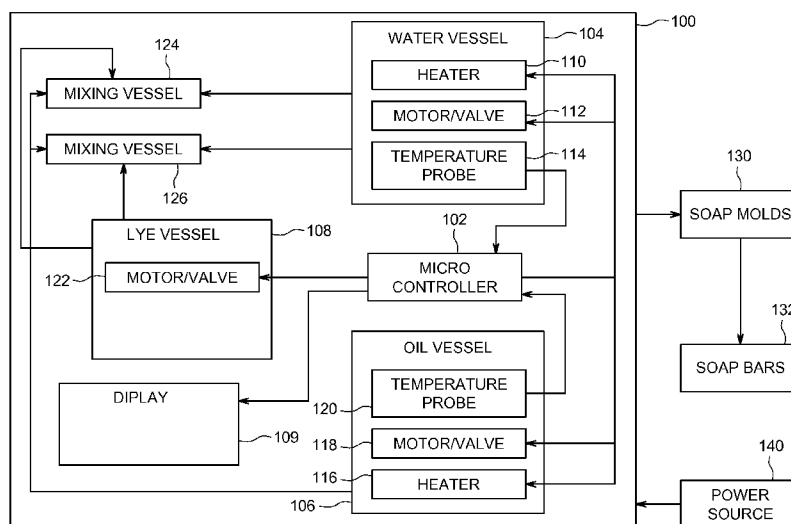 100
WATER VESSEL
104
124
MIXING VESSEL
HEATER
110
MOTOR/VALVE
112
MIXING VESSEL
126
TEMPERATURE
PROBE
114
130
SOAP MOLDS
LYE VESSEL
108
102
122
MOTOR/VALVE
MICRO
CONTROLLER
OIL VESSEL
132
SOAP BARS
DIPLAY
109
TEMPERATURE
PROBE
120
118
MOTOR/VALVE
116
HEATER
106
140
POWER
SOURCE